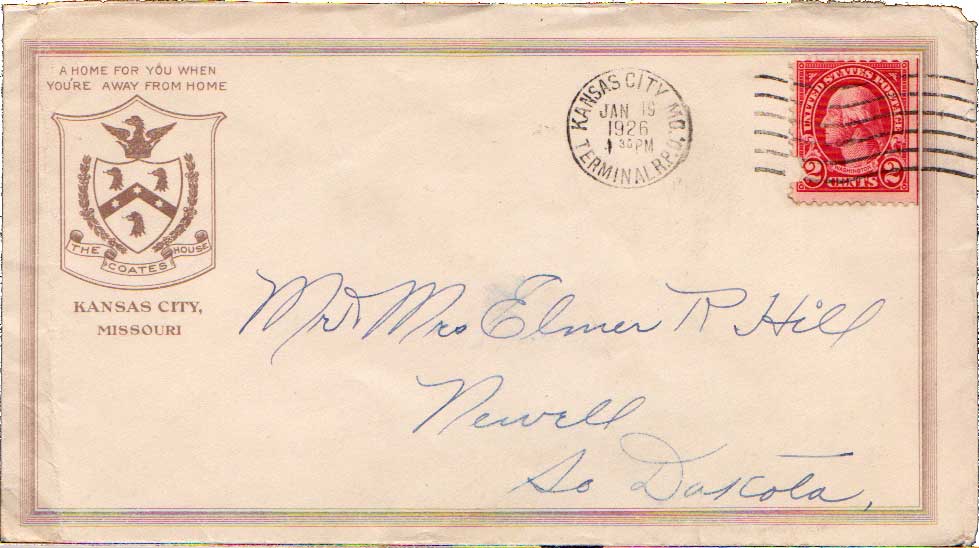 A HOME FOR YOU WHEN
YOU'RE AWAY FROM HOME
THE COATES HOUSE
KANSAS CITY,
MISSOURI
KANSAS CITY, MO.
JAN 19
1926
30 PM
TERMINAL R.P.O.
UNITED STATES POSTAGE
WASHINGTON
2 CENTS 2
Mr & Mrs Elmer R Hill
Newell
So Dakota,